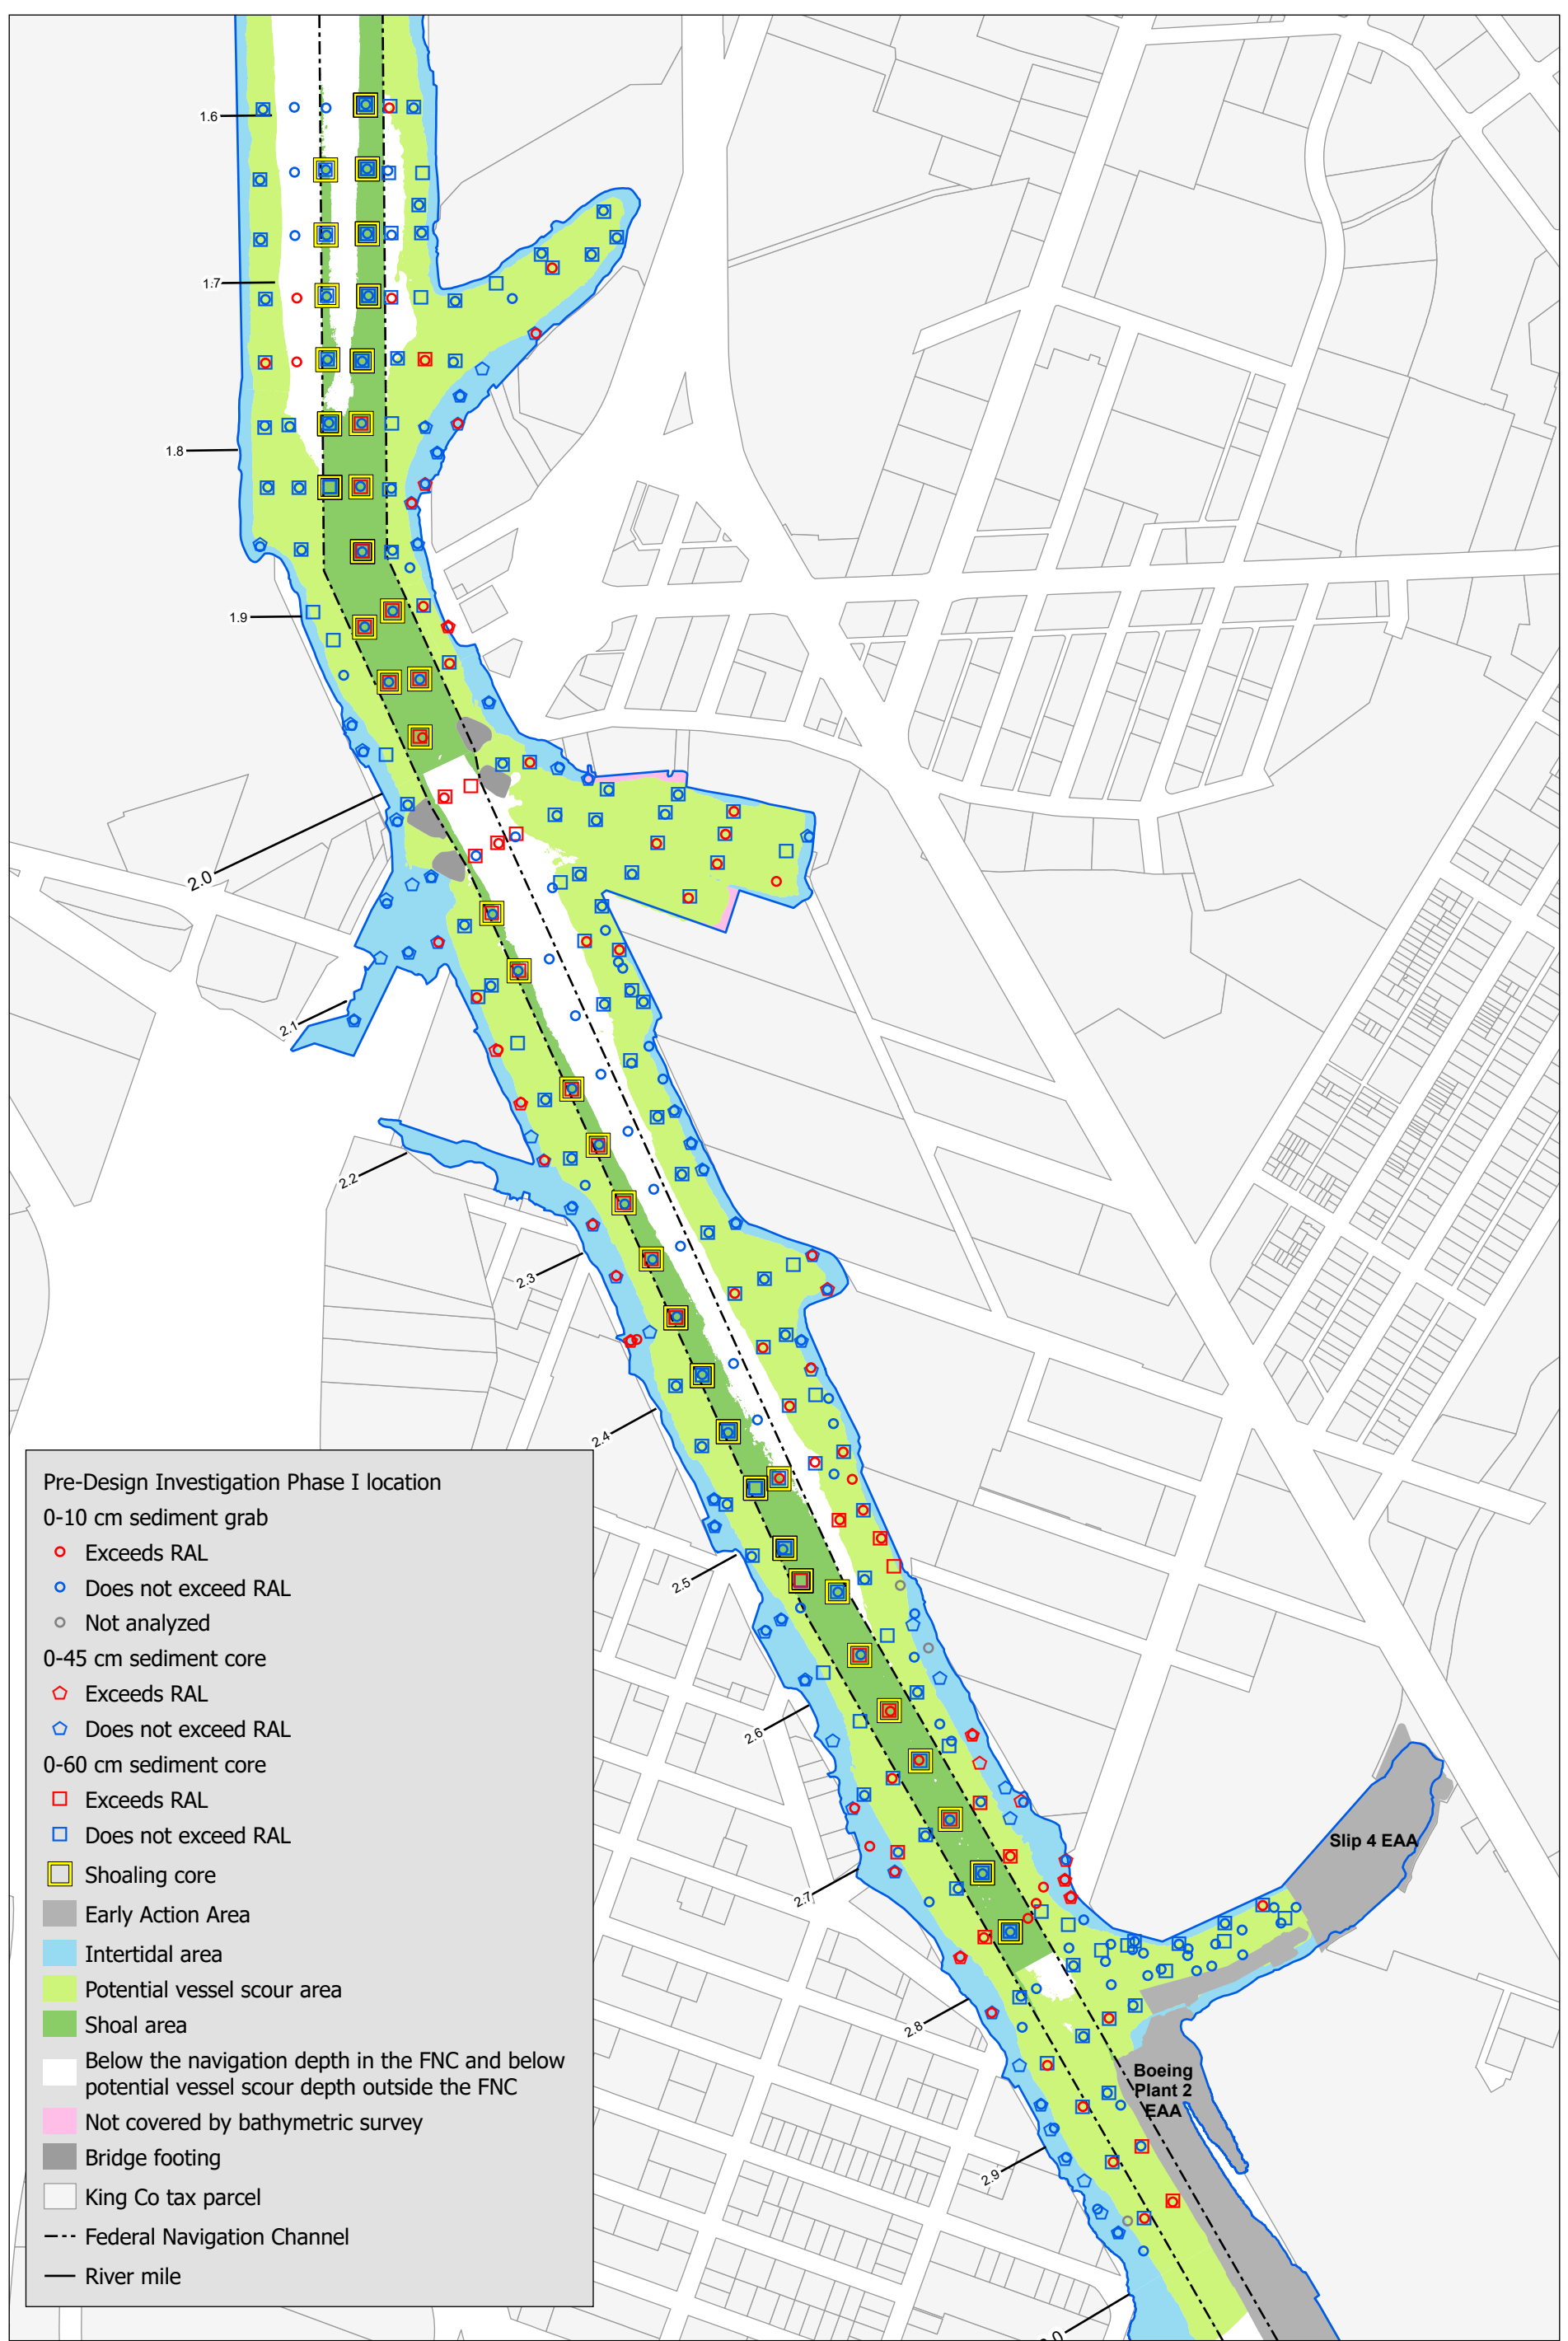 1.6
1.7
1.8
1.9
2.0
2.1
2.2
2.3
2.4
Pre-Design Investigation Phase I location
0-10 cm sediment grab
Exceeds RAL
Does not exceed RAL
Not analyzed
0-45 cm sediment core
Exceeds RAL
Does not exceed RAL
0-60 cm sediment core
Exceeds RAL
Does not exceed RAL
Shoaling core
Early Action Area
Intertidal area
Potential vessel scour area
Shoal area
Below the navigation depth in the FNC and below
potential vessel scour depth outside the FNC
Not covered by bathymetric survey
Bridge footing
King Co tax parcel
Federal Navigation Channel
River mile
2.5
2.6
2.7
Slip 4 EAA
2.8
Boeing
Plant 2
EAA
2.9